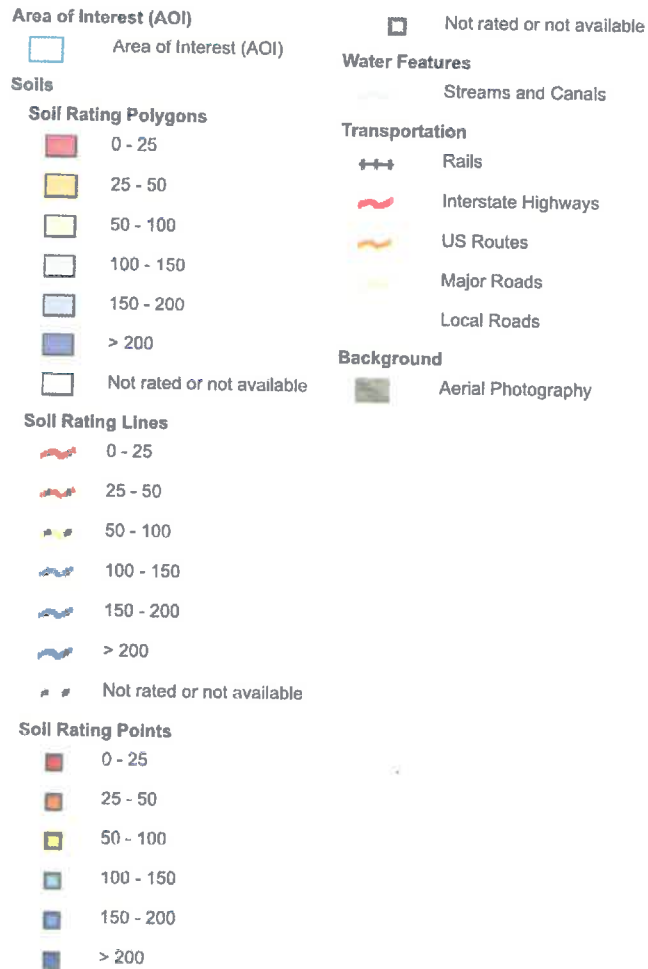 Area of Interest (AOI)
Area of Interest (AOI)
Soils
Soil Rating Polygons
0 - 25
25 - 50
50 - 100
100 - 150
150 - 200
> 200
Not rated or not available
Soil Rating Lines
0 - 25
25 - 50
50 - 100
100 - 150
150 - 200
> 200
Not rated or not available
Soil Rating Points
0 - 25
25 - 50
50 - 100
100 - 150
150 - 200
> 200
Not rated or not available
Water Features
Streams and Canals
Transportation
Rails
Interstate Highways
US Routes
Major Roads
Local Roads
Background
Aerial Photography